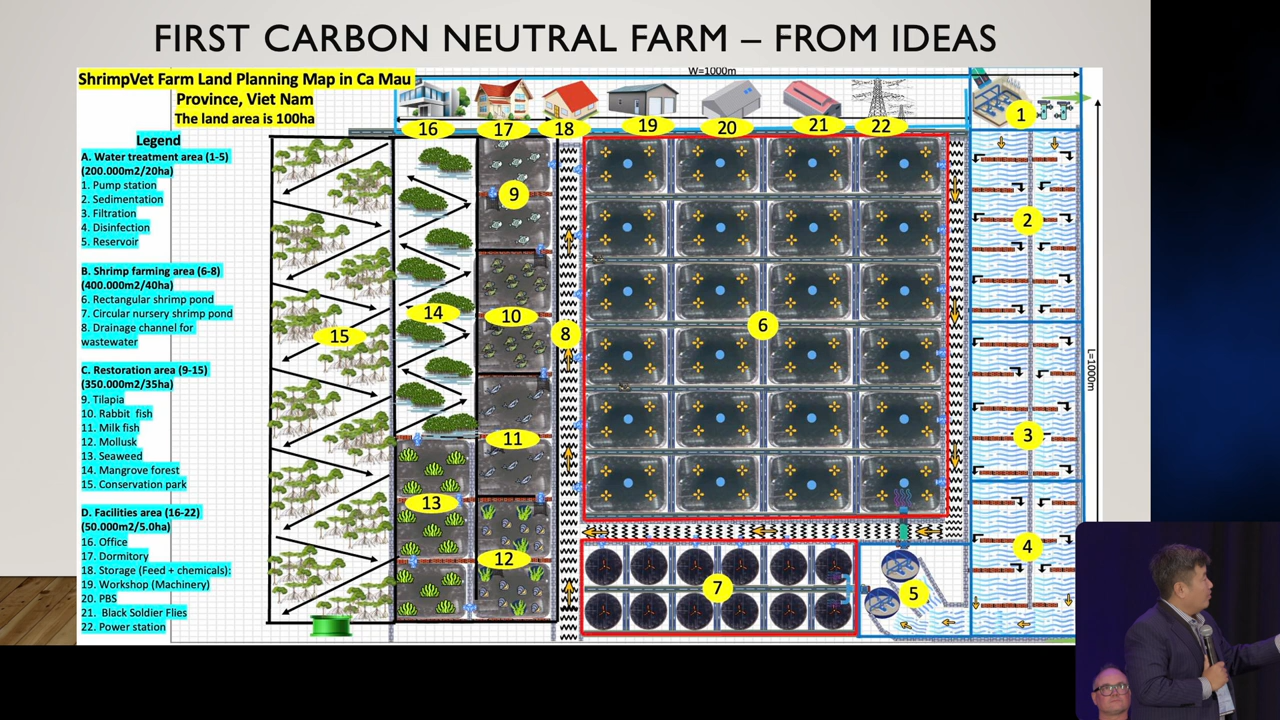 FIRST CARBON NEUTRAL FARM – FROM IDEAS
ShrimpVet Farm Land Planning Map in Ca Mau
Province, Viet Nam
The land area is 100ha
W=1000m
Legend
A. Water treatment area (1-5)
(200.000m2/20ha)
1. Pump station
2. Sedimentation
3. Filtration
4. Disinfection
5. Reservoir
B. Shrimp farming area (6-8)
(400.000m2/40ha)
6. Rectangular shrimp pond
7. Circular nursery shrimp pond
8. Drainage channel for
wastewater
C. Restoration area (9-15)
(350.000m2/35ha)
9. Tilapia
10. Rabbit fish
11. Milk fish
12. Mollusk
13. Seaweed
14. Mangrove forest
15. Conservation park
D. Facilities area (16-22)
(50.000m2/5.0ha)
16. Office
17. Dormitory
18. Storage (Feed + chemicals):
19. Workshop (Machinery)
20. PBS
21. Black Soldier Flies
22. Power station
16
17
18
19
20
21
22
1
9
2
15
14
10
8
6
L=1000m
11
3
13
12
4
7
5